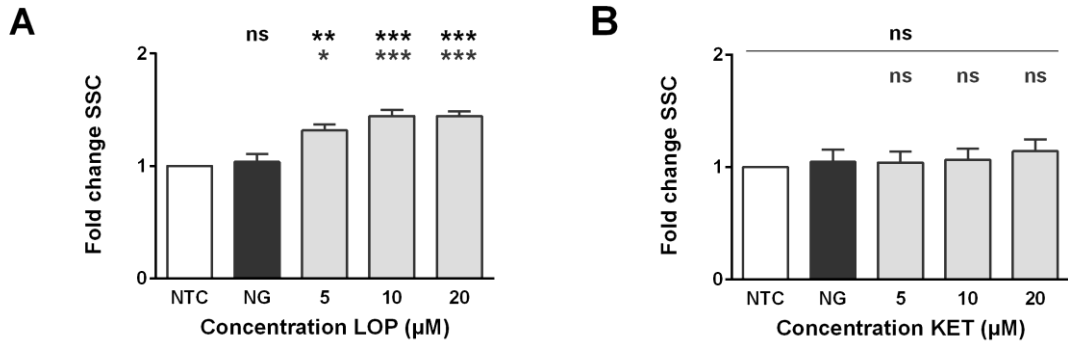 A
ns ** *** ***
* *** ***
Fold change SSC
2
1
0
NTC NG 5 10 20
Concentration LOP (µM)
B
ns
ns ns ns
Fold change SSC
2
1
0
NTC NG 5 10 20
Concentration KET (µM)